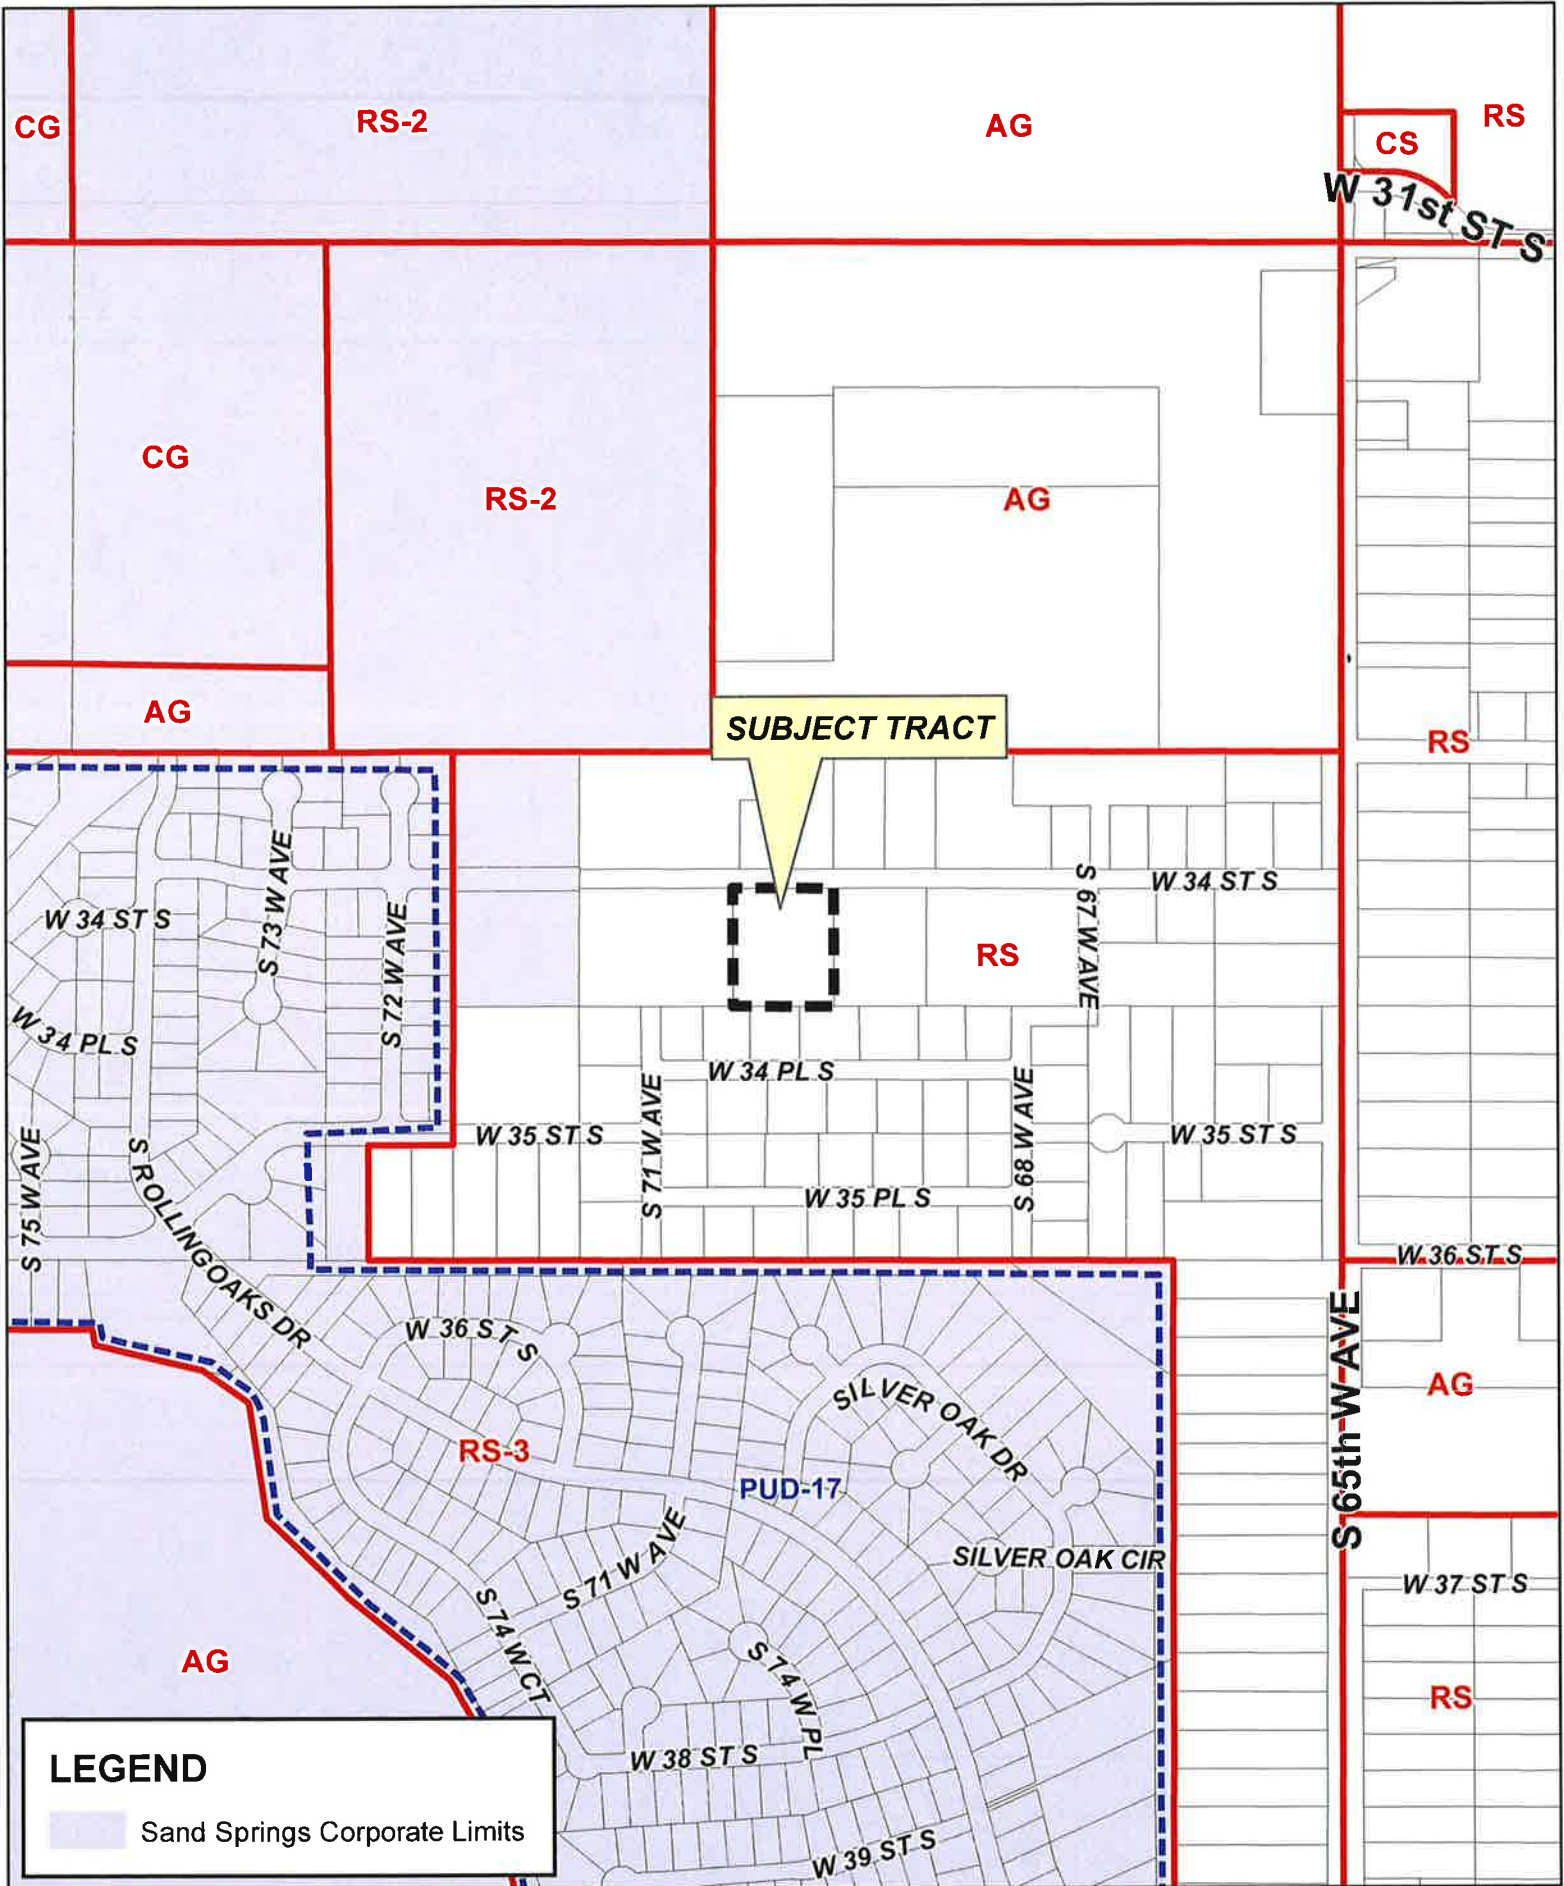 CG
RS-2
AG
CS
RS
W 31st ST S
CG
RS-2
AG
AG
RS
SUBJECT TRACT
S 73 W AVE
S 72 W AVE
W 34 ST S
W 34 PL S
S 75 W AVE
S ROLLINGOAKS DR
W 34 ST S
S 67 W AVE
RS
W 34 PL S
S 71 W AVE
S 68 W AVE
W 35 ST S
W 35 ST S
W 35 PL S
W 36 ST S
W 36 ST S
S 65th W AVE
AG
SILVER OAK DR
RS-3
PUD-17
S 71 W AVE
SILVER OAK CIR
W 37 ST S
S 74 W CT
S 74 W PL
AG
RS
W 38 ST S
W 39 ST S
LEGEND
Sand Springs Corporate Limits